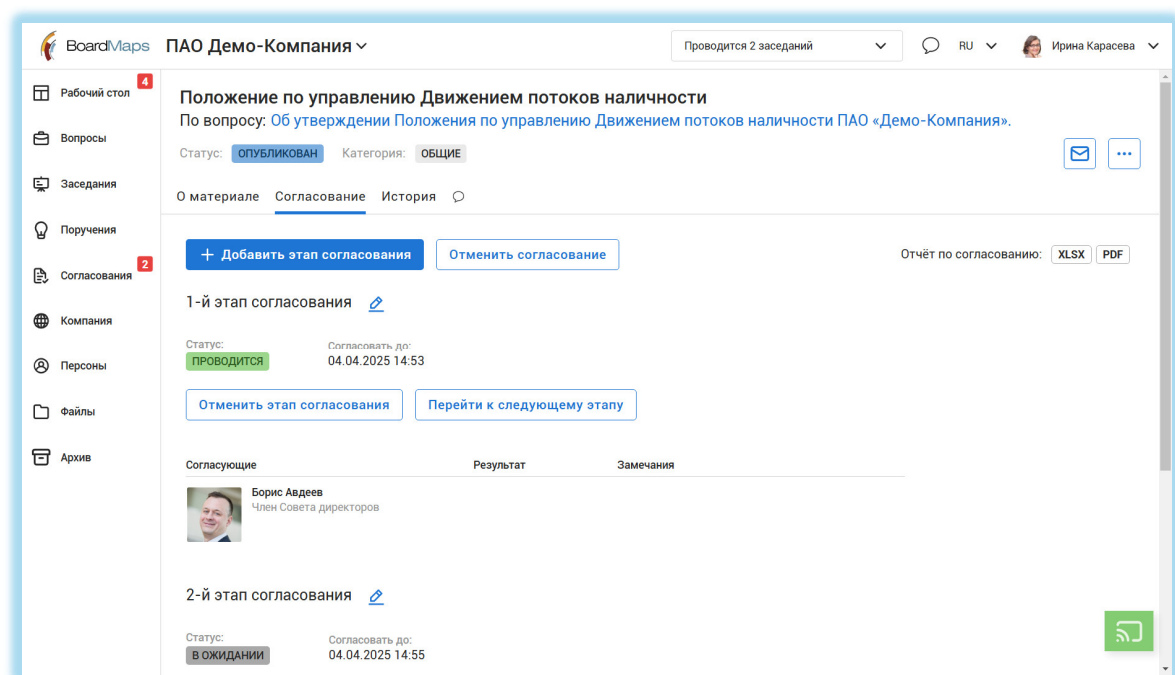 BoardMaps ПАО Демо-Компания Проводится 2 заседаний RU Ирина Карасева
Рабочий стол 4
Вопросы
Заседания
Поручения
Согласования 2
Компания
Персоны
Файлы
Архив
Положение по управлению Движением потоков наличности
По вопросу: Об утверждении Положения по управлению Движением потоков наличности ПАО «Демо-Компания».
Статус: ОПУБЛИКОВАН Категория: ОБЩИЕ
О материале Согласование История
+ Добавить этап согласования Отменить согласование Отчёт по согласованию: XLSX PDF
1-й этап согласования
Статус: Согласовать до:
ПРОВОДИТСЯ 04.04.2025 14:53
Отменить этап согласования Перейти к следующему этапу
Согласующие Результат Замечания
Борис Авдеев
Член Совета директоров
2-й этап согласования
Статус: Согласовать до:
В ОЖИДАНИИ 04.04.2025 14:55